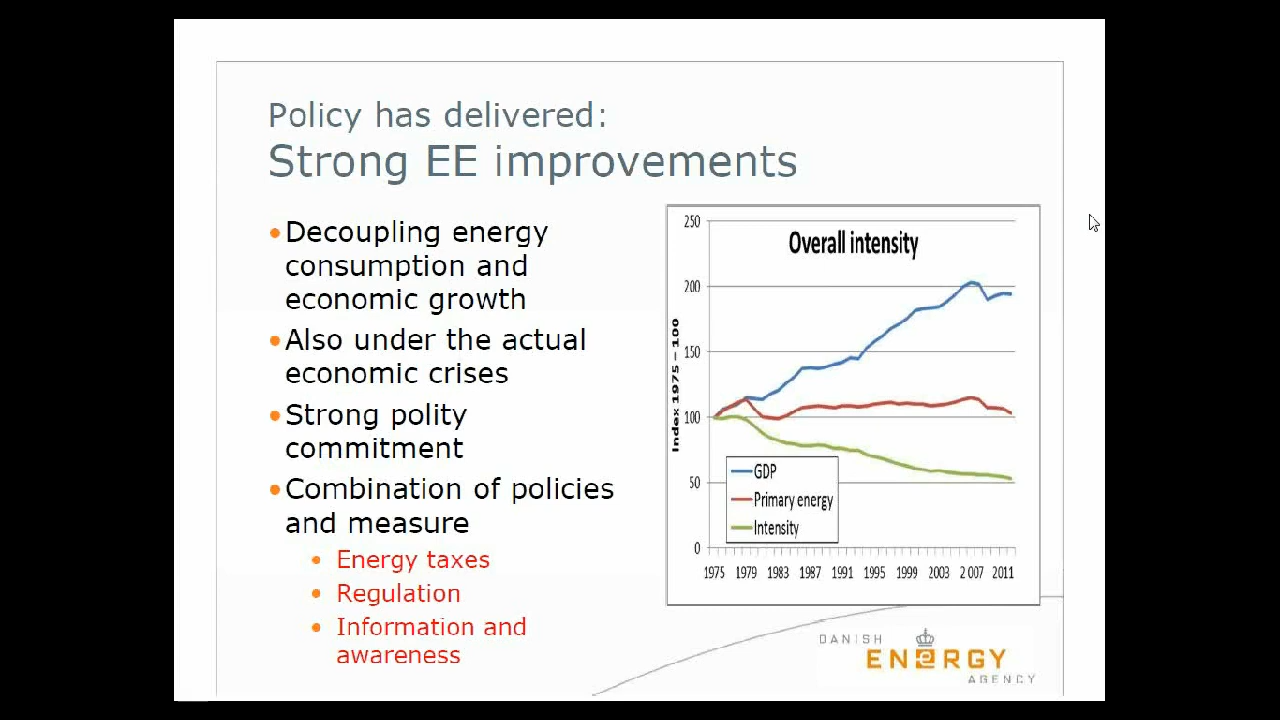 Policy has delivered:
Strong EE improvements
•Decoupling energy
consumption and
economic growth
•Also under the actual
economic crises
•Strong polity
commitment
•Combination of policies
and measure
• Energy taxes
• Regulation
• Information and
awareness
Overall intensity
Index 1975 – 100
250
200
150
100
50
0
GDP
Primary energy
Intensity
1975 1979 1983 1987 1991 1995 1999 2003 2 007 2011
DANISH
ENERGY
AGENCY